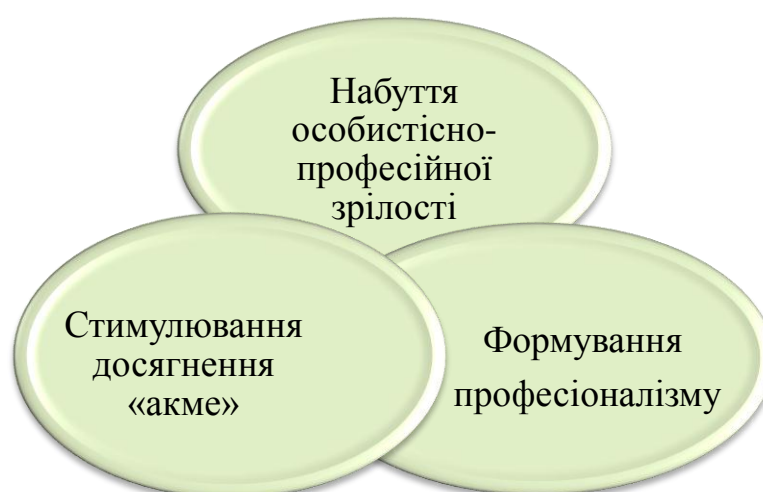 Набуття
особистісно-
професійної
зрілості
Стимулювання
досягнення
«акме»
Формування
професіоналізму